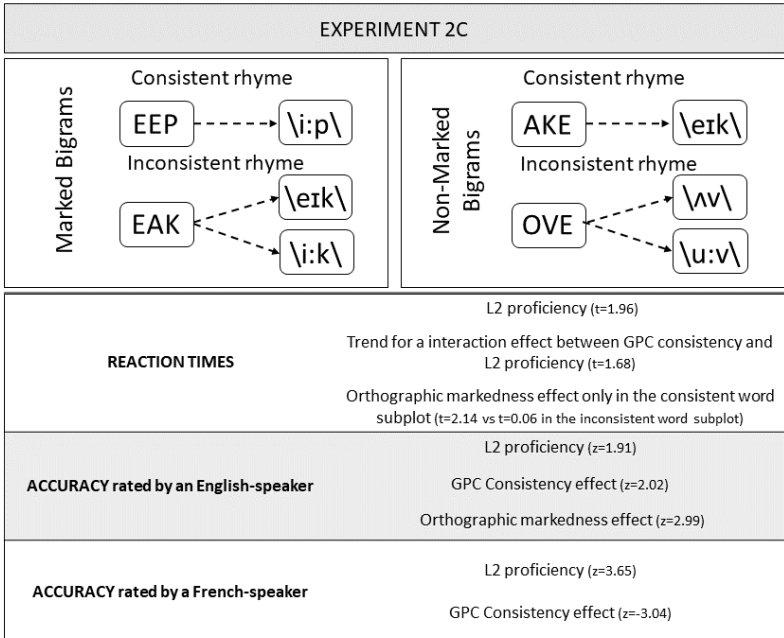 EXPERIMENT 2C
Marked Bigrams
Consistent rhyme
EEP
\i:p\
Inconsistent rhyme
EAK
\eɪk\
\i:k\
Non-Marked
Bigrams
Consistent rhyme
AKE
\eɪk\
Inconsistent rhyme
OVE
\ʌv\
\u:v\
REACTION TIMES
L2 proficiency (t=1.96)
Trend for a interaction effect between GPC consistency and
L2 proficiency (t=1.68)
Orthographic markedness effect only in the consistent word
subplot (t=2.14 vs t=0.06 in the inconsistent word subplot)
ACCURACY rated by an English-speaker
L2 proficiency (z=1.91)
GPC Consistency effect (z=2.02)
Orthographic markedness effect (z=2.99)
ACCURACY rated by a French-speaker
L2 proficiency (z=3.65)
GPC Consistency effect (z=-3.04)